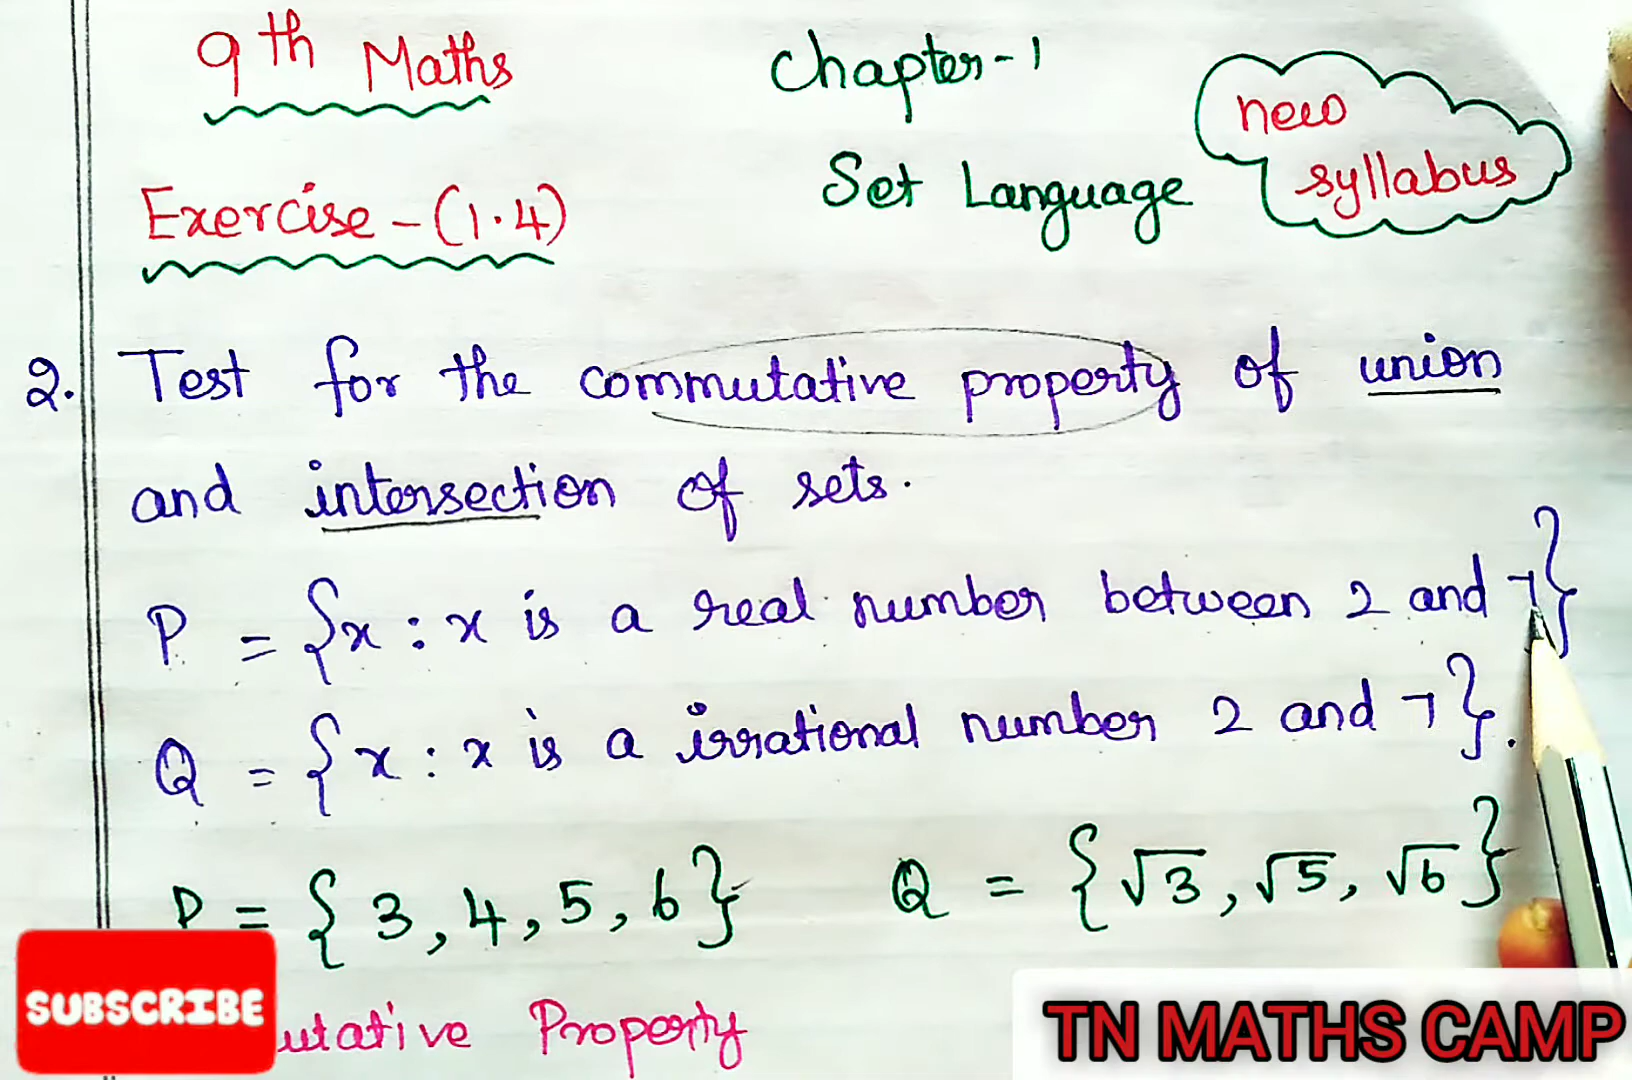 9th Maths
Chapter-1
new
syllabus
Set Language
Exercise-(1.4)
2. Test for the commutative property of union
and intersection of sets.
P = {x : x is a real number between 2 and 7}
Q = {x : x is a irrational number 2 and 7}.
P = {3, 4, 5, 6} Q = {√3, √5, √6}
SUBSCRIBE
utative Property
TN MATHS CAMP